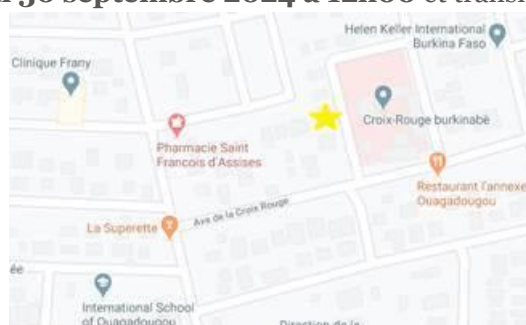 30 septembre 2024 à 12h00 et
Helen Keller International
Burkina Faso
Clinique Frany
Croix-Rouge burkinabè
Pharmacie Saint
Francois d'Assises
Restaurant l'annexe
Ouagadougou
Ave de la Croix Rouge
La Superette
ée
International School
of Ouagadougou
Direction de la